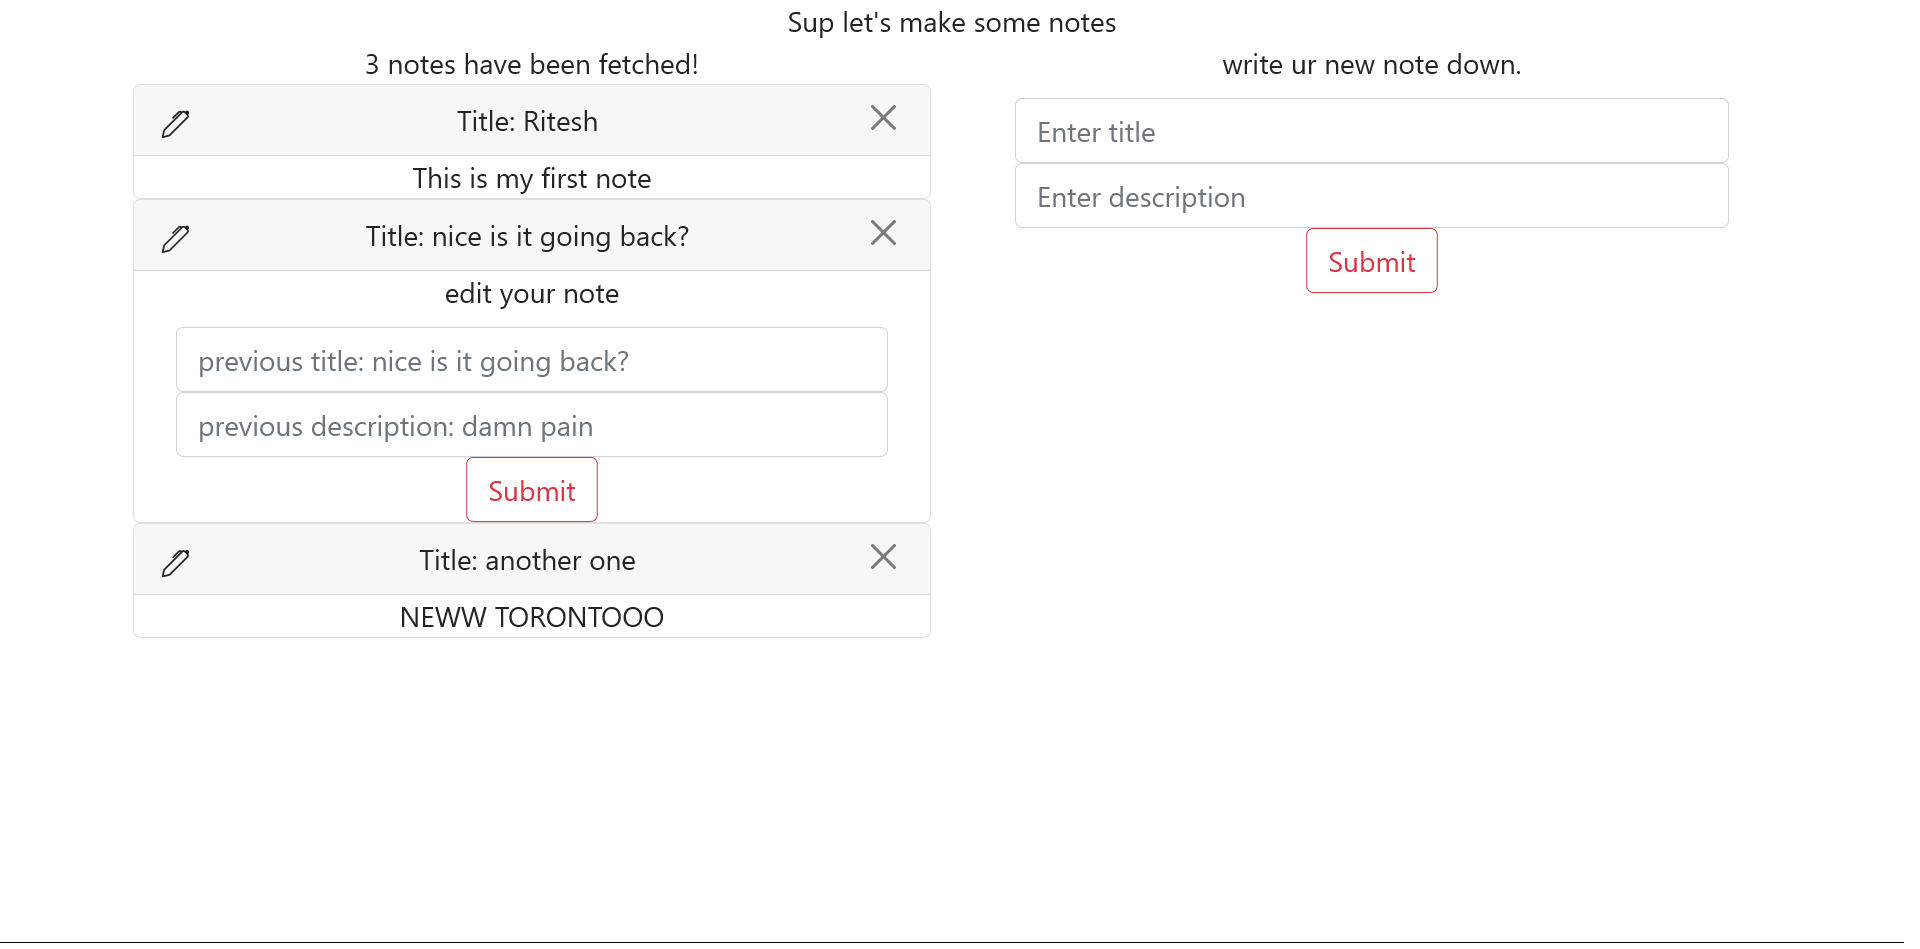 Sup let's make some notes
3 notes have been fetched!
Title: Ritesh
This is my first note
Title: nice is it going back?
edit your note
previous title: nice is it going back?
previous description: damn pain
Submit
Title: another one
NEWW TORONTOOO
write ur new note down.
Enter title
Enter description
Submit